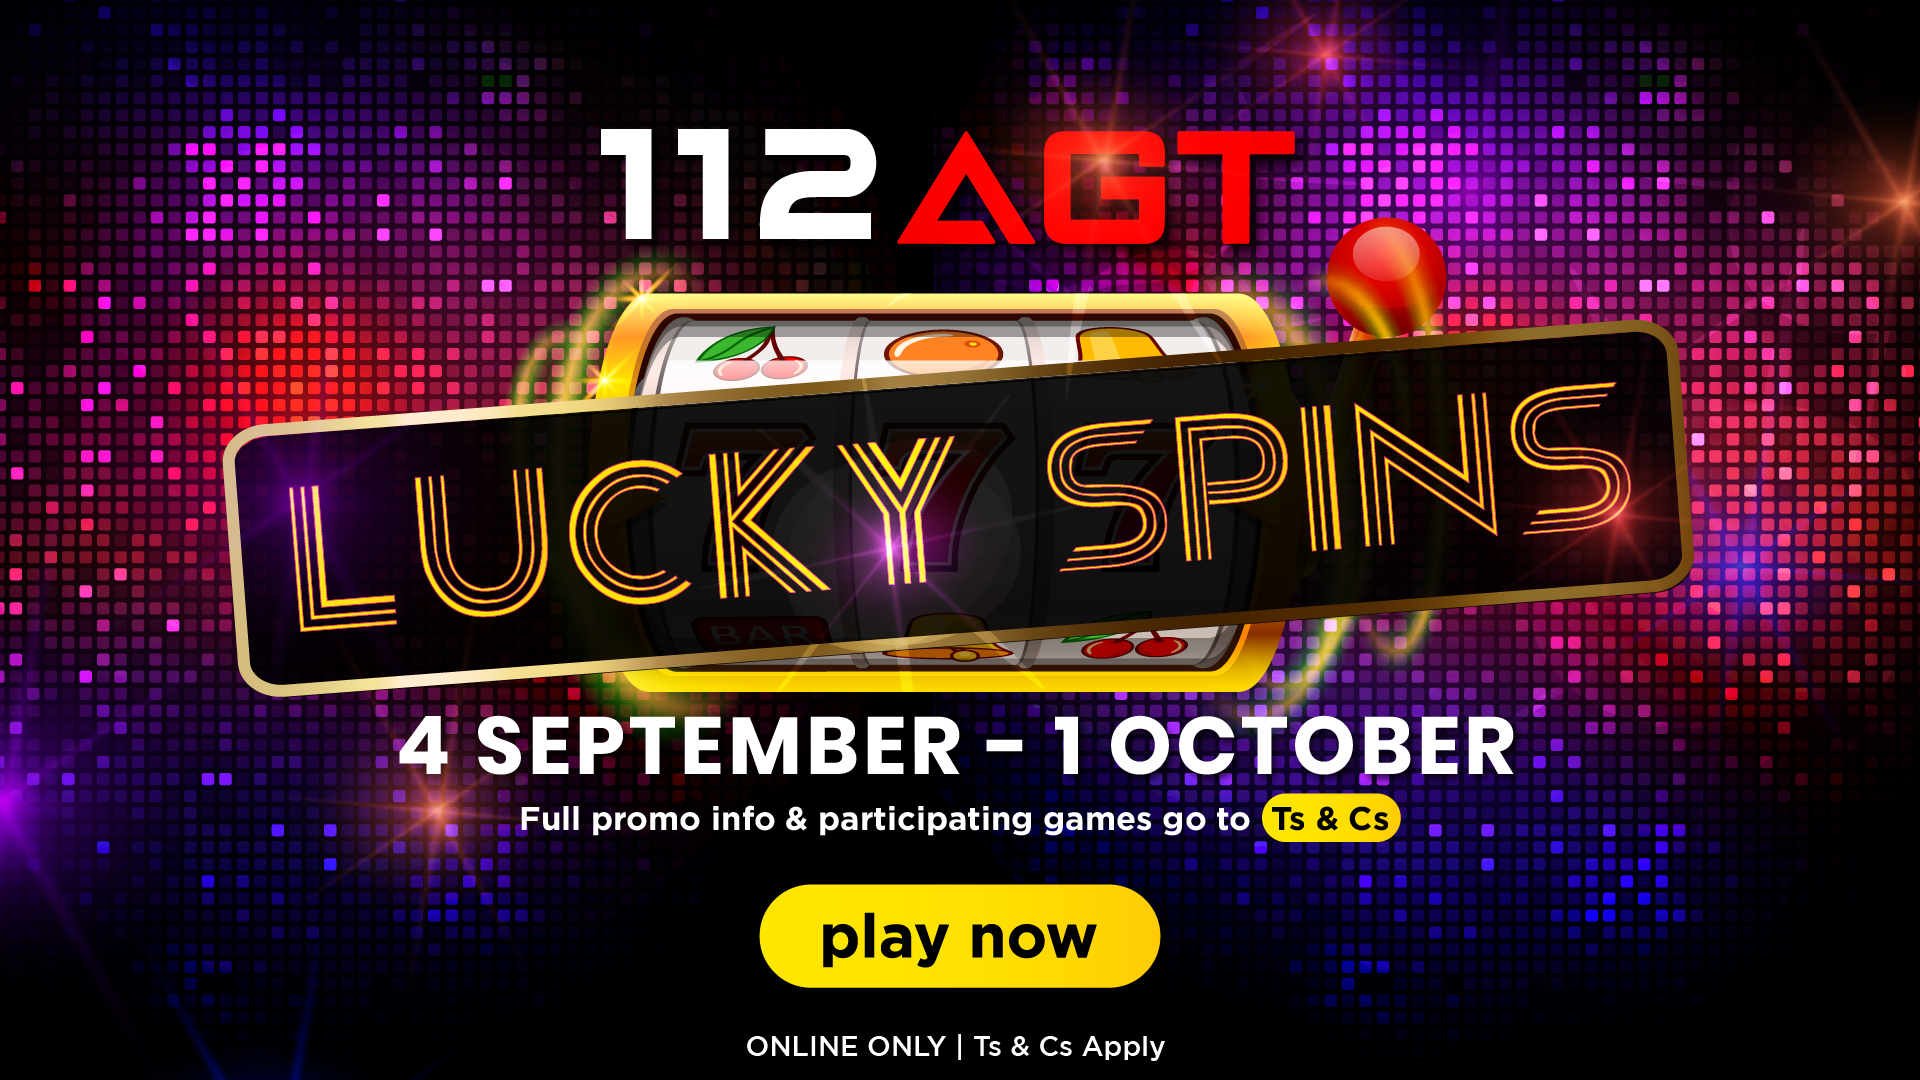 112AGT
LUCKY SPINS
BAR
4 SEPTEMBER - 1 OCTOBER
Full promo info & participating games go to Ts & Cs
play now
ONLINE ONLY | Ts & Cs Apply